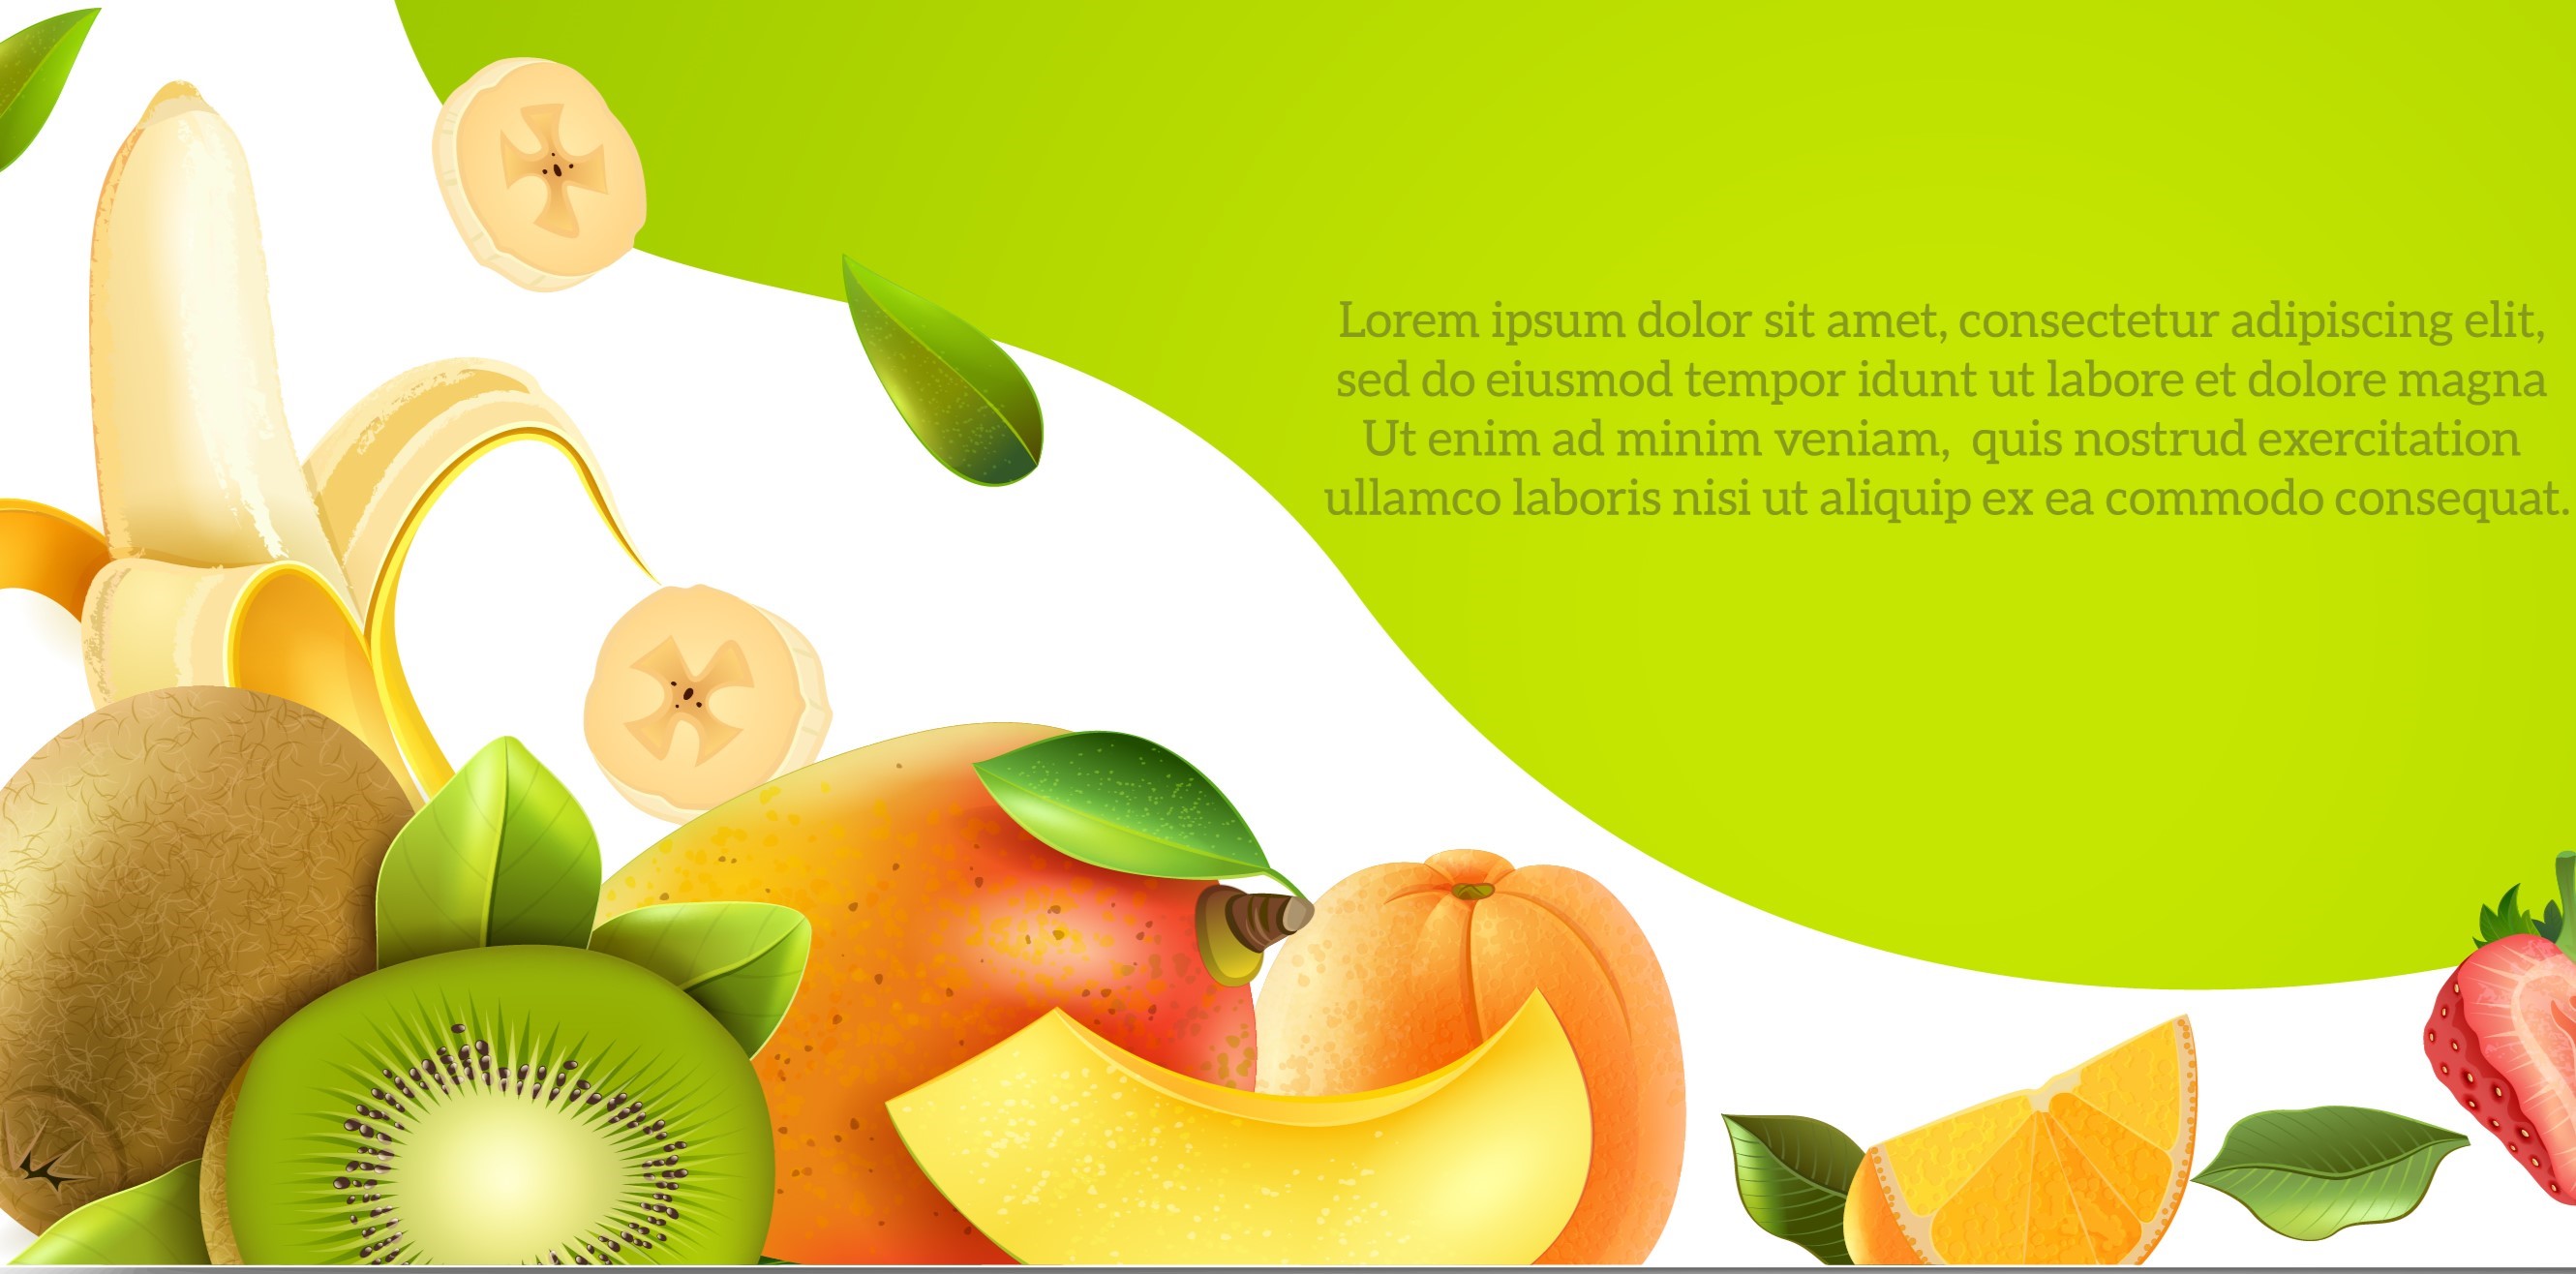 Lorem ipsum dolor sit amet, consectetur adipiscing elit,
sed do eiusmod tempor idunt ut labore et dolore magna
Ut enim ad minim veniam,  quis nostrud exercitation
ullamco laboris nisi ut aliquip ex ea commodo consequat.